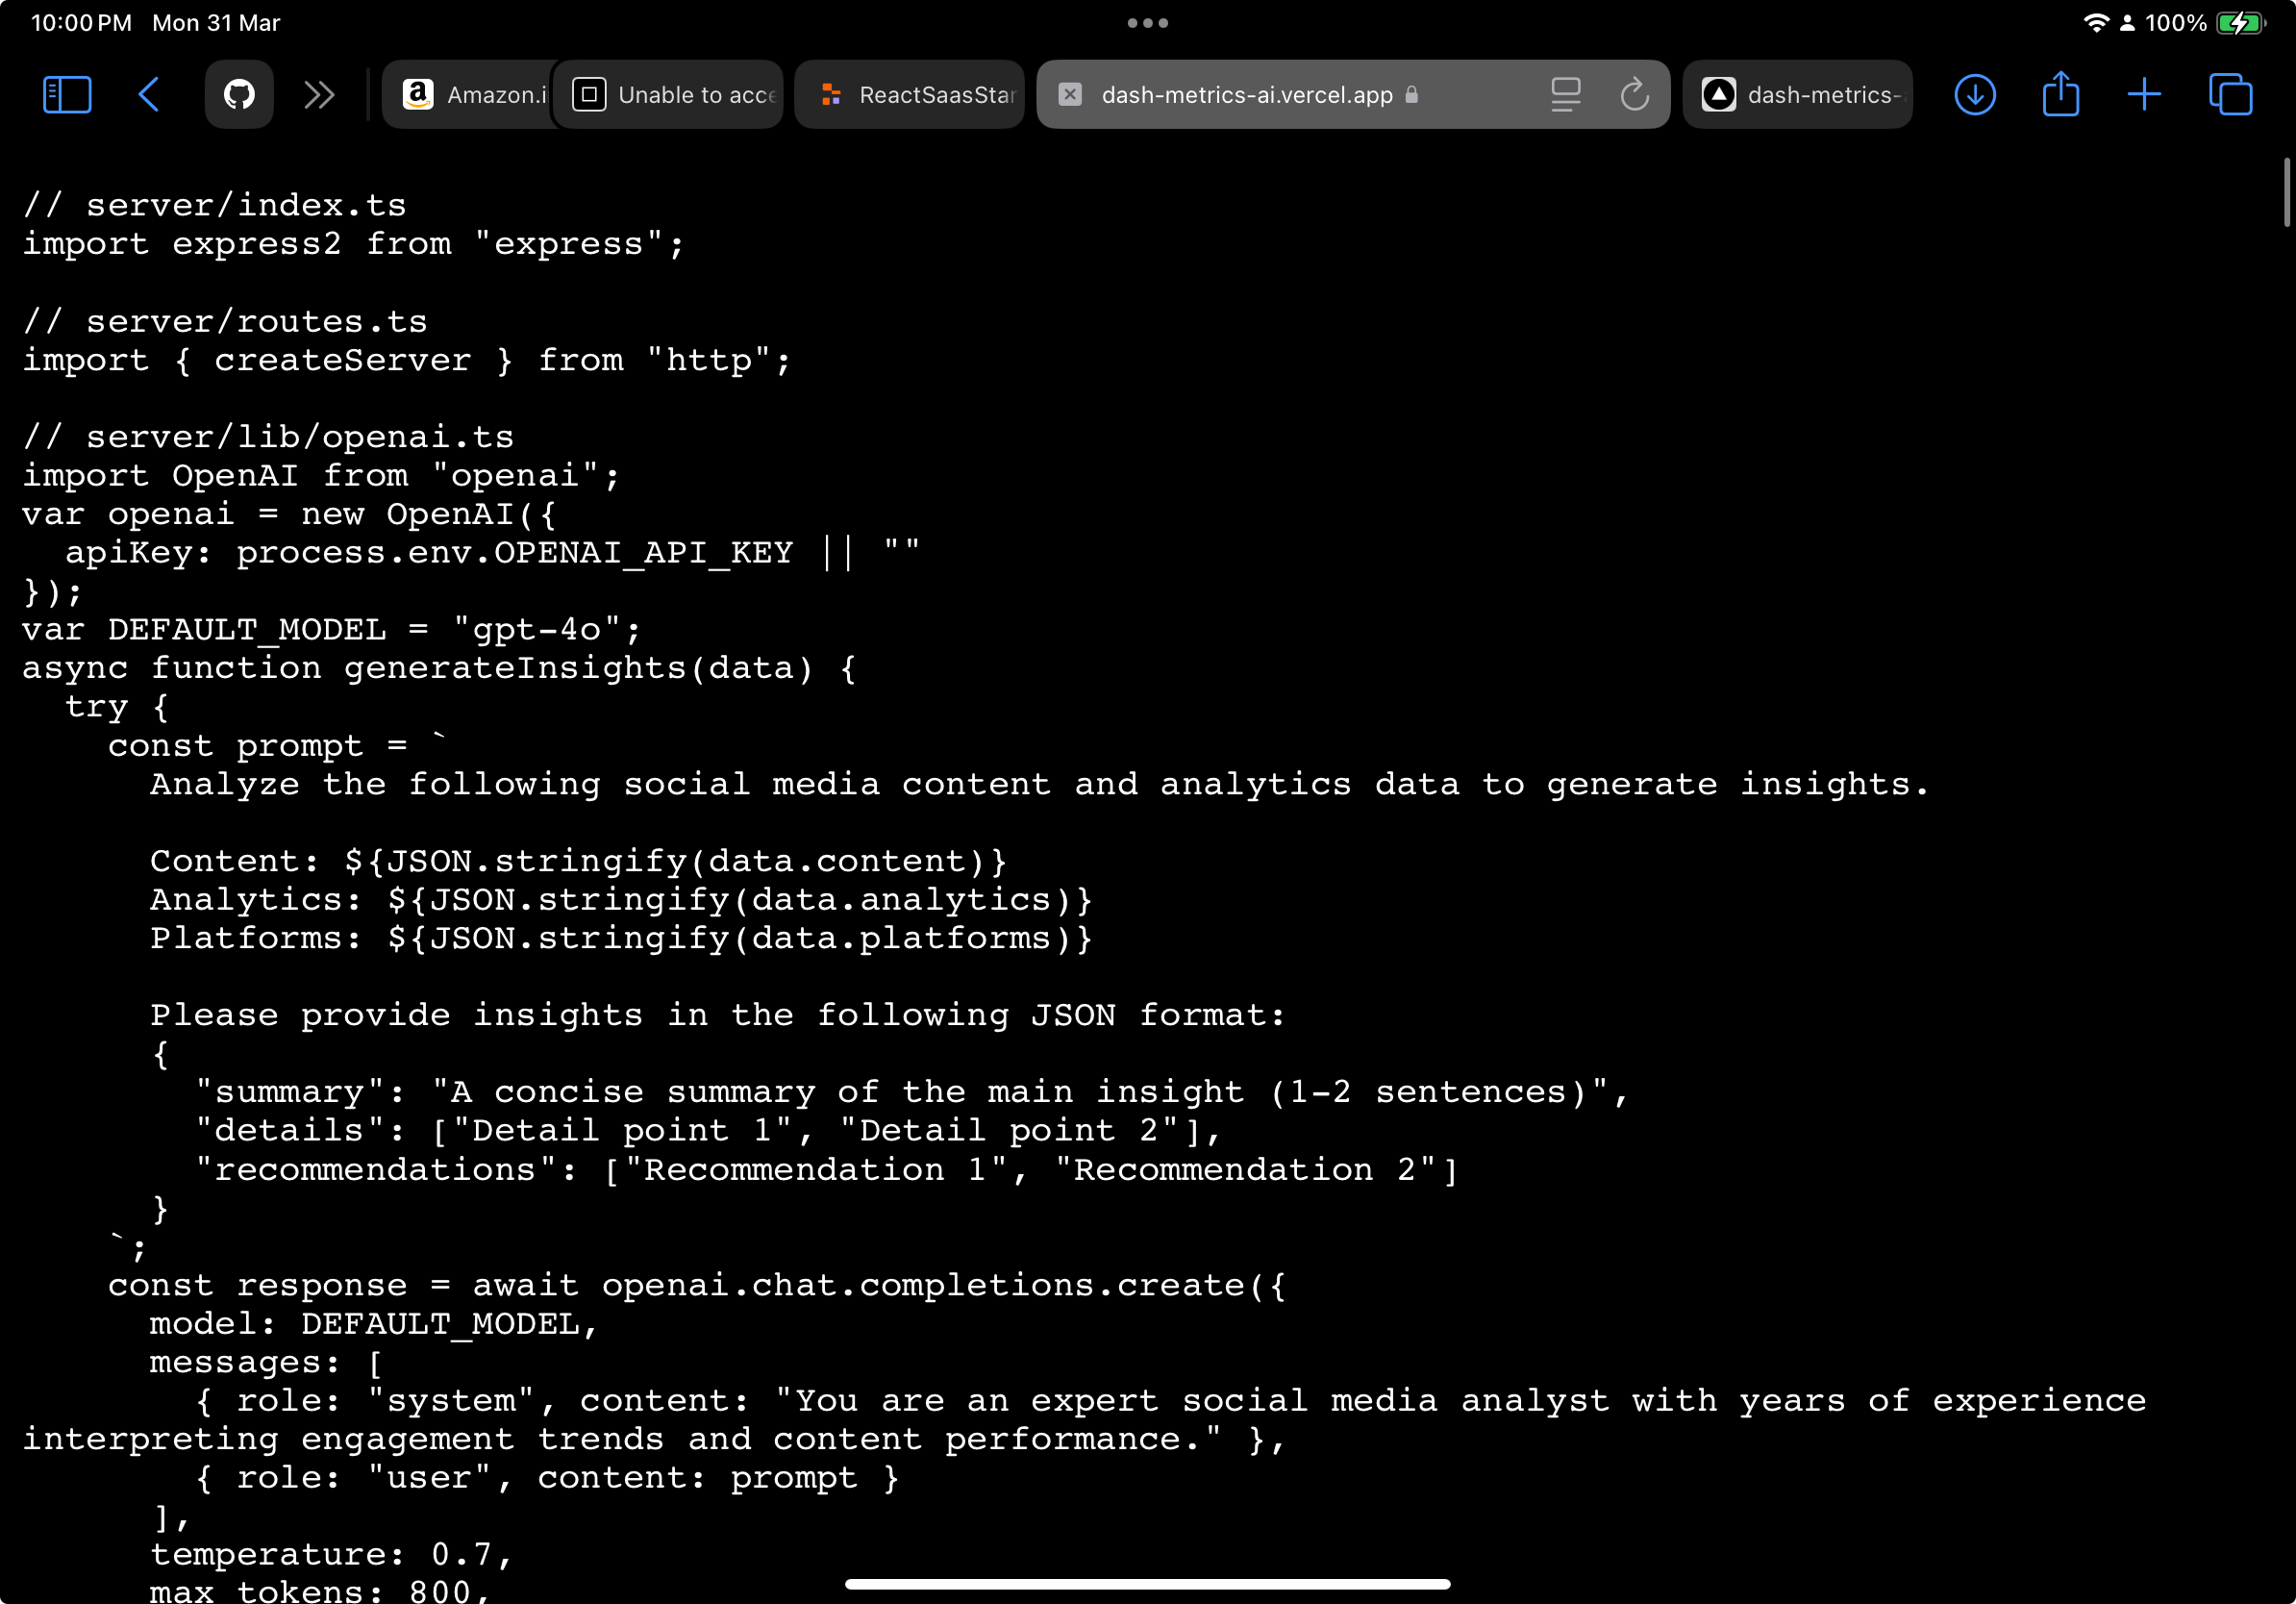 10:00 PM Mon 31 Mar
100%
Amazon.i
Unable to acce
ReactSaasStar
dash-metrics-ai.vercel.app
dash-metrics-
// server/index.ts
import express2 from "express";
// server/routes.ts
import { createServer } from "http";
// server/lib/openai.ts
import OpenAI from "openai";
var openai = new OpenAI({
  apiKey: process.env.OPENAI_API_KEY || ""
});
var DEFAULT_MODEL = "gpt-4o";
async function generateInsights(data) {
  try {
    const prompt = `
      Analyze the following social media content and analytics data to generate insights.
      Content: ${JSON.stringify(data.content)}
      Analytics: ${JSON.stringify(data.analytics)}
      Platforms: ${JSON.stringify(data.platforms)}
      Please provide insights in the following JSON format:
      {
        "summary": "A concise summary of the main insight (1-2 sentences)",
        "details": ["Detail point 1", "Detail point 2"],
        "recommendations": ["Recommendation 1", "Recommendation 2"]
      }
    `;
    const response = await openai.chat.completions.create({
      model: DEFAULT_MODEL,
      messages: [
        { role: "system", content: "You are an expert social media analyst with years of experience
interpreting engagement trends and content performance." },
        { role: "user", content: prompt }
      ],
      temperature: 0.7,
      max_tokens: 800,